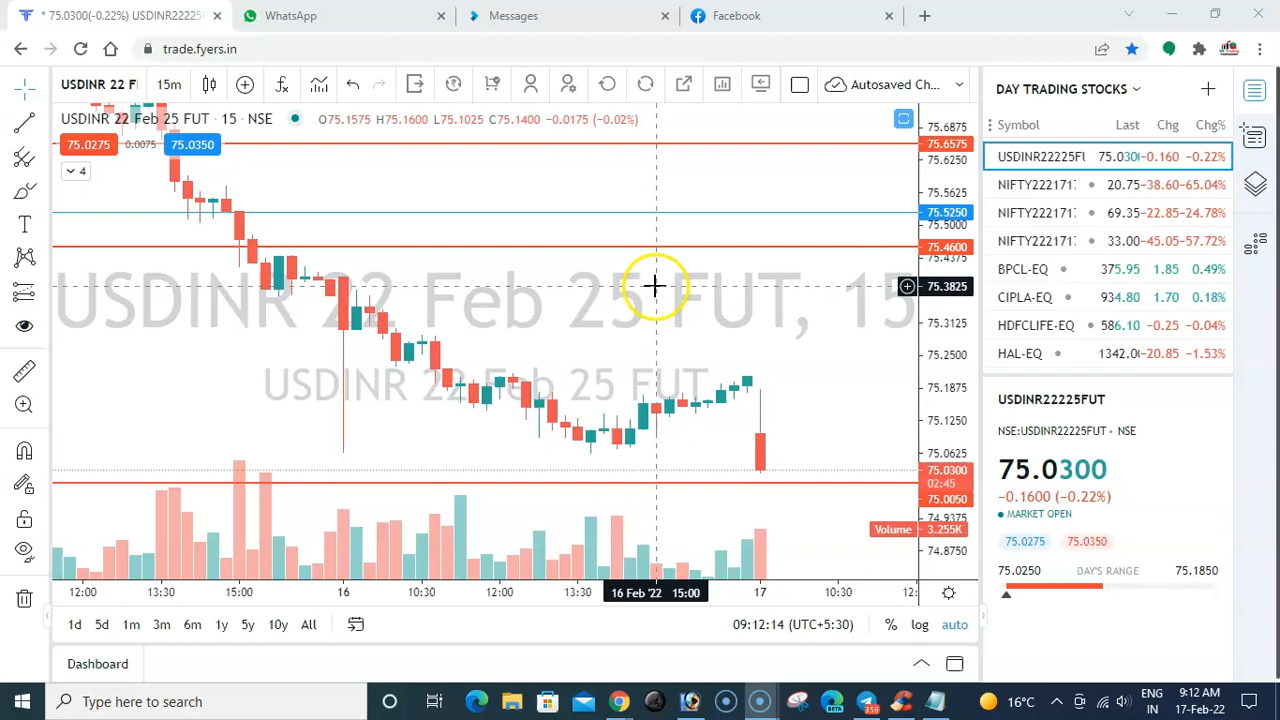 * 75.0300(-0.22%) USDINR22225
WhatsApp
Messages
Facebook
trade.fyers.in
USDINR 22 F
15m
Autosaved Ch...
DAY TRADING STOCKS
USDINR 22 Feb 25 FUT · 15 · NSE
O75.1575 H75.1600 L75.1025 C75.1400 -0.0175 (-0.02%)
75.0275 0.0075 75.0350
4
USDINR 22 Feb 25 FUT, 15
USDINR 22 Feb 25 FUT
75.6875
75.6575
75.6250
75.5625
75.5250
75.5000
75.4600
75.4375
75.3825
75.3125
75.2500
75.1875
75.1250
75.0625
75.0300
02:45
75.0050
74.9375
Volume 3.255K
74.8750
Symbol Last Chg Chg%
75.030 -0.160 -0.22%
NIFTY22217 20.75 -38.60 -65.04%
NIFTY22217 69.35 -22.85 -24.78%
NIFTY22217 33.00 -45.05 -57.72%
BPCL-EQ 375.95 1.85 0.49%
CIPLA-EQ 934.80 1.70 0.18%
HDFCLIFE-EQ 586.10 -0.25 -0.04%
HAL-EQ 1342.0 -20.85 -1.53%
USDINR22225FUT
NSE:USDINR22225FUT • NSE
75.0300
−0.1600 (−0.22%)
MARKET OPEN
75.0275 75.0350
75.0250 DAY'S RANGE 75.1850
12:00 13:30 15:00 16 10:30 12:00 13:30 16 Feb '22 15:00 17 10:30 12:
1d 5d 1m 3m 6m 1y 5y 10y All
09:12:14 (UTC+5:30) % log auto
Dashboard
Type here to search
BETA
359
16°C
ENG
IN
9:12 AM
17-Feb-22